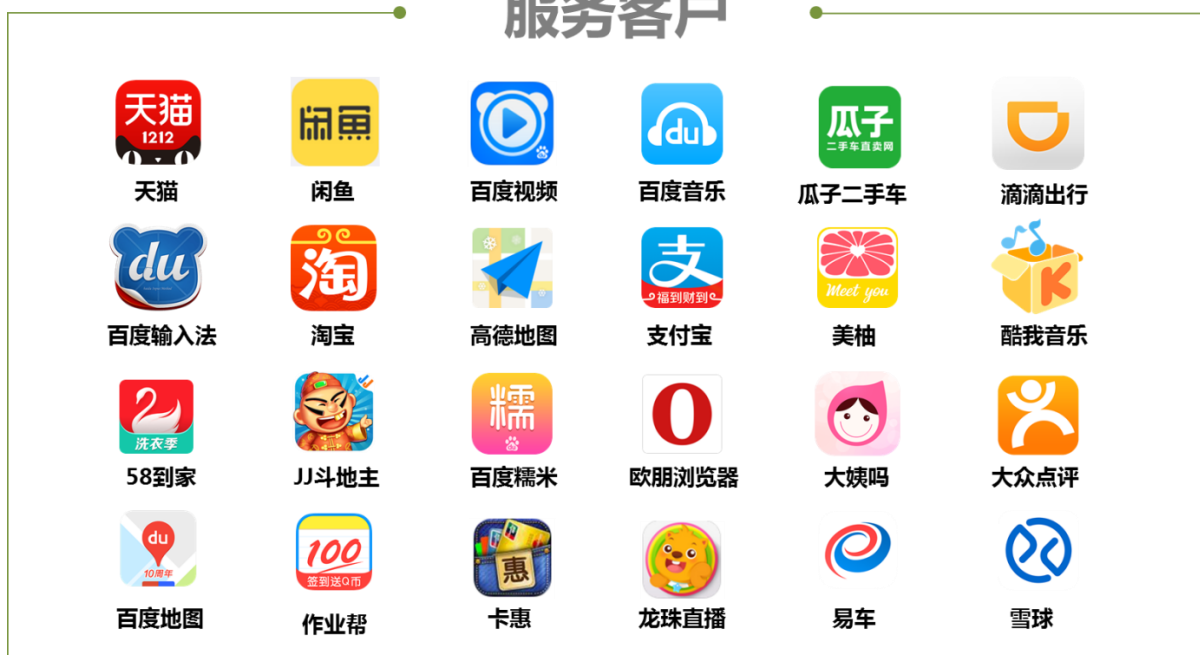 服务客户
天猫
1212
闲鱼
du
瓜子
二手车直卖网
天猫
闲鱼
百度视频
百度音乐
瓜子二手车
滴滴出行
du
淘
支
福到财到
Meet you
K
百度输入法
淘宝
高德地图
支付宝
美柚
酷我音乐
洗衣季
JJ
糯
O
58到家
JJ斗地主
百度糯米
欧朋浏览器
大姨吗
大众点评
du
10周年
100
签到送Q币
惠
百度地图
作业帮
卡惠
龙珠直播
易车
雪球